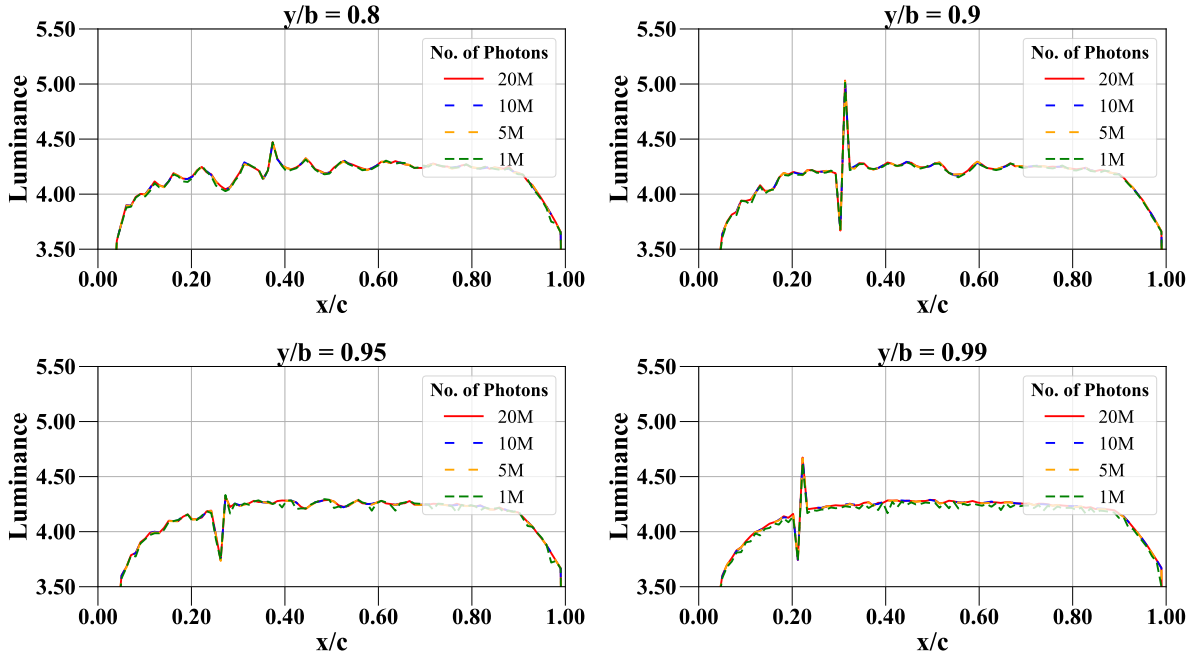 y/b = 0.8
5.50
5.00
4.50
4.00
3.50
Luminance
No. of Photons
20M
10M
5M
1M
0.00 0.20 0.40 0.60 0.80 1.00
x/c
y/b = 0.9
5.50
5.00
4.50
4.00
3.50
Luminance
No. of Photons
20M
10M
5M
1M
0.00 0.20 0.40 0.60 0.80 1.00
x/c
y/b = 0.95
5.50
5.00
4.50
4.00
3.50
Luminance
No. of Photons
20M
10M
5M
1M
0.00 0.20 0.40 0.60 0.80 1.00
x/c
y/b = 0.99
5.50
5.00
4.50
4.00
3.50
Luminance
No. of Photons
20M
10M
5M
1M
0.00 0.20 0.40 0.60 0.80 1.00
x/c